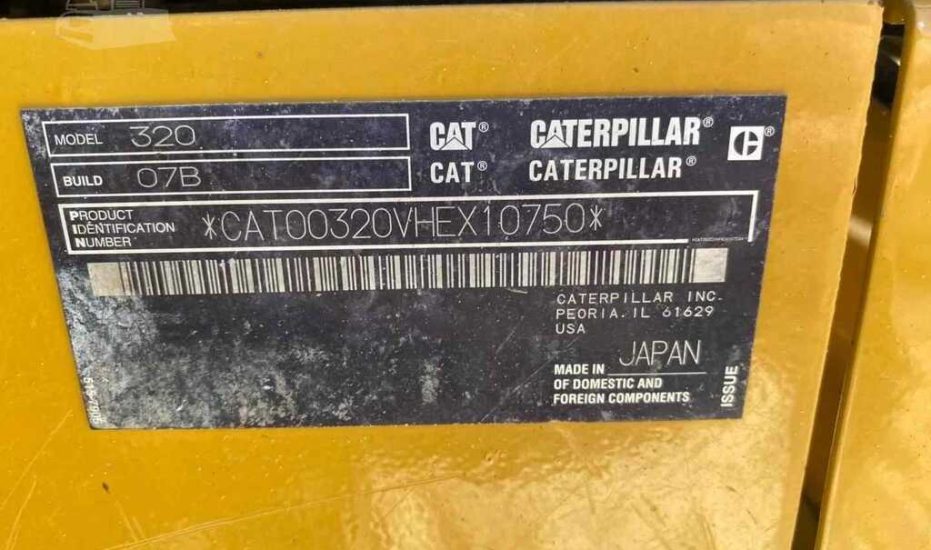 MODEL 320
CAT® CATERPILLAR®
BUILD 07B
CAT® CATERPILLAR®
PRODUCT
IDENTIFICATION
NUMBER
*CAT00320VHEX10750*
CATERPILLAR INC.
PEORIA, IL 61629
USA
MADE IN JAPAN
OF DOMESTIC AND
FOREIGN COMPONENTS
ISSUE